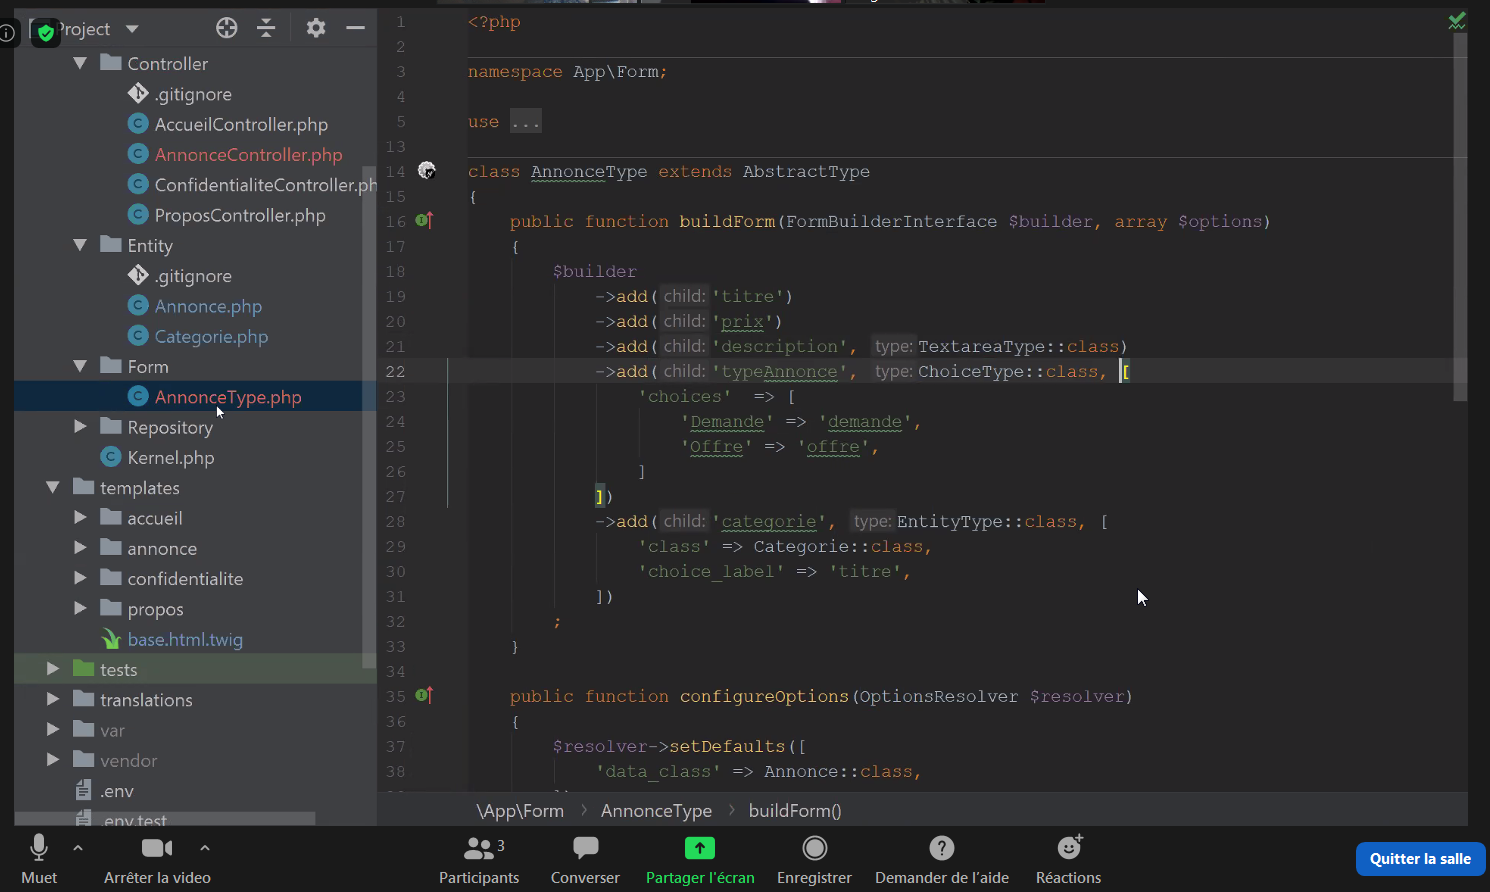 Project
Controller
.gitignore
AccueilController.php
AnnonceController.php
ConfidentialiteController.ph
ProposController.php
Entity
.gitignore
Annonce.php
Categorie.php
Form
AnnonceType.php
Repository
Kernel.php
templates
accueil
annonce
confidentialite
propos
base.html.twig
tests
translations
var
vendor
.env
.env.test
1 <?php
2
3 namespace App\Form;
4
5 use ...
13
14 class AnnonceType extends AbstractType
15 {
16 public function buildForm(FormBuilderInterface $builder, array $options)
17 {
18 $builder
19 ->add( child: 'titre')
20 ->add( child: 'prix')
21 ->add( child: 'description', type: TextareaType::class)
22 ->add( child: 'typeAnnonce', type: ChoiceType::class, [
23 'choices' => [
24 'Demande' => 'demande',
25 'Offre' => 'offre',
26 ]
27 ])
28 ->add( child: 'categorie', type: EntityType::class, [
29 'class' => Categorie::class,
30 'choice_label' => 'titre',
31 ])
32 ;
33 }
34
35 public function configureOptions(OptionsResolver $resolver)
36 {
37 $resolver->setDefaults([
38 'data_class' => Annonce::class,
\App\Form > AnnonceType > buildForm()
3
Muet
Arrêter la video
Participants
Converser
Partager l'écran
Enregistrer
Demander de l'aide
Réactions
Quitter la salle